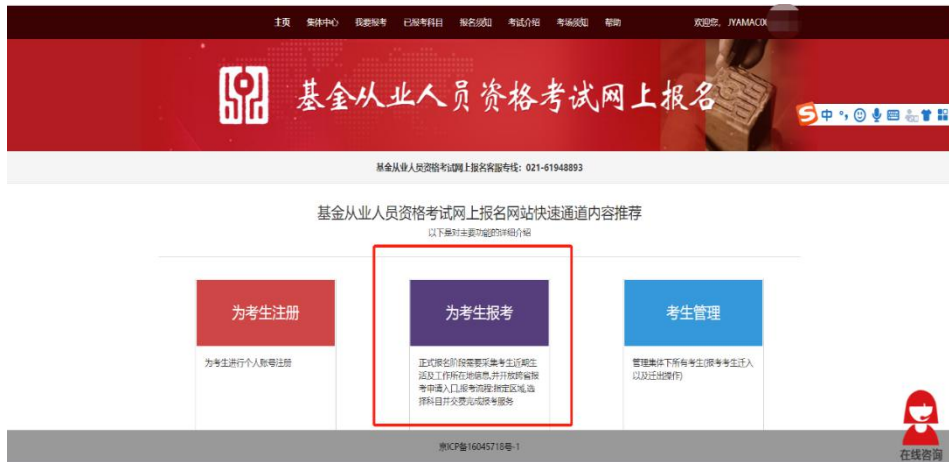 主页 集体中心 我要报考 已报考科目 报名须知 考试介绍 考场须知 帮助 欢迎您, JYAMAC0
基金从业人员资格考试网上报名
中
基金从业人员资格考试网上报名客服专线：021-61948893
基金从业人员资格考试网上报名网站快速通道内容推荐
以下是对主要功能的详细介绍
为考生注册
为考生进行个人账号注册
为考生报考
正式报名阶段需要采集考生近期生
活及工作所在地信息,并开放跨省报
考申请入口,报考流程:指定区域,选
择科目并交费完成报考服务
考生管理
管理集体下所有考生(报考考生迁入
以及迁出操作)
京ICP备16045718号-1
在线咨询